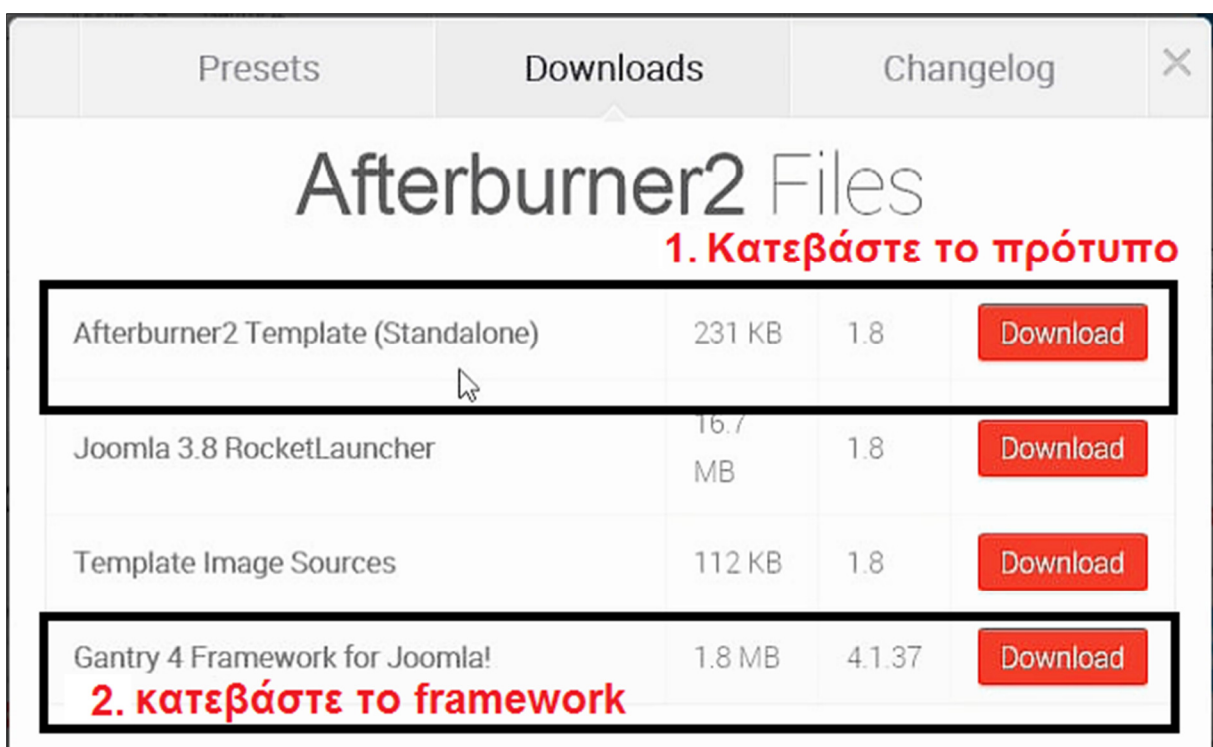 Presets Downloads Changelog ×
Afterburner2 Files
1. Κατεβάστε το πρότυπο
Afterburner2 Template (Standalone) 231 KB 1.8 Download
Joomla 3.8 RocketLauncher 16.7 MB 1.8 Download
Template Image Sources 112 KB 1.8 Download
Gantry 4 Framework for Joomla! 1.8 MB 4.1.37 Download
2. κατεβάστε το framework